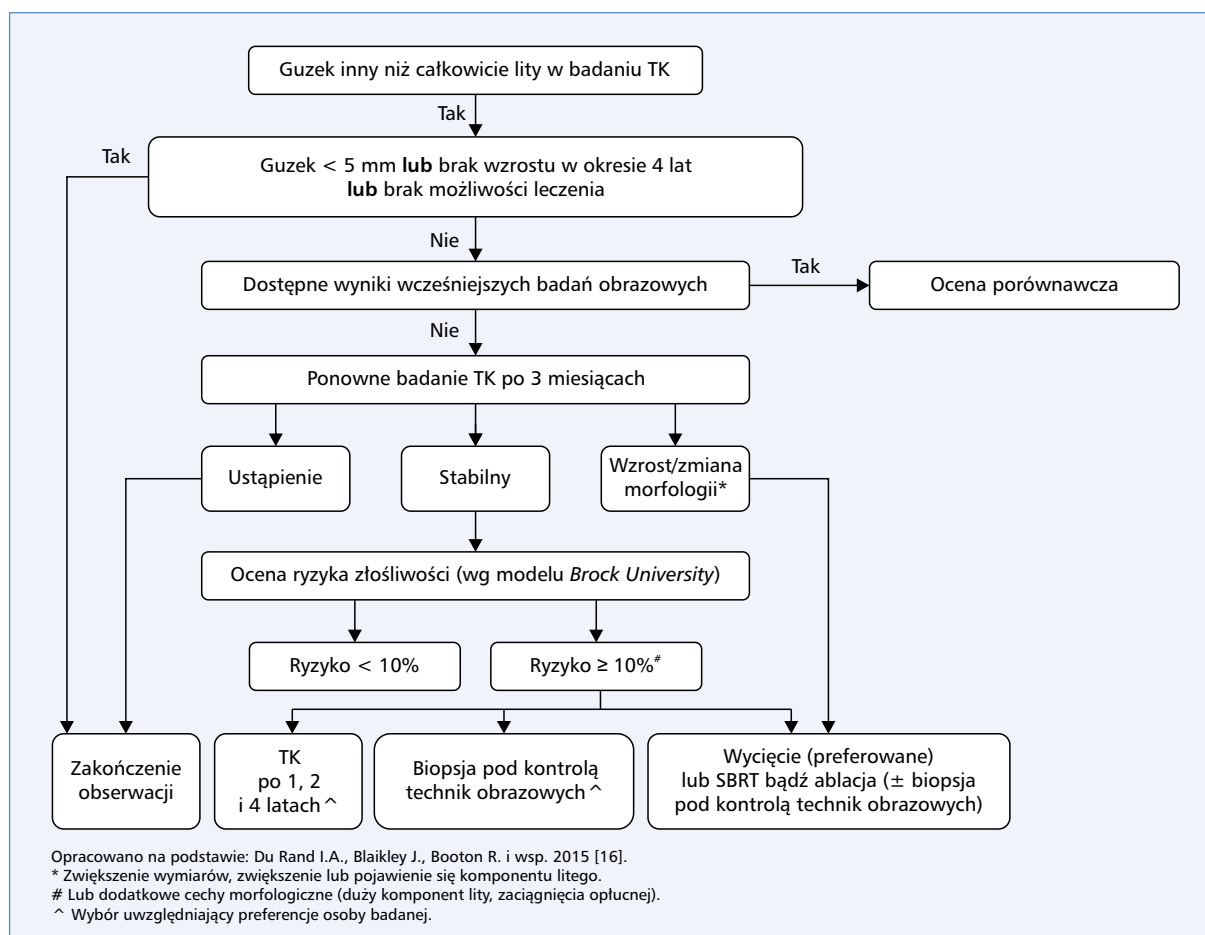 Guzek inny niż całkowicie lity w badaniu TK
Tak
Tak
Guzek < 5 mm lub brak wzrostu w okresie 4 lat
lub brak możliwości leczenia
Nie
Dostępne wyniki wcześniejszych badań obrazowych
Tak
Ocena porównawcza
Nie
Ponowne badanie TK po 3 miesiącach
Ustąpienie
Stabilny
Wzrost/zmiana
morfologii*
Ocena ryzyka złośliwości (wg modelu Brock University)
Ryzyko < 10%
Ryzyko ≥ 10%#
Zakończenie
obserwacji
TK
po 1, 2
i 4 latach ^
Biopsja pod kontrolą
technik obrazowych ^
Wycięcie (preferowane)
lub SBRT bądź ablacja (± biopsja
pod kontrolą technik obrazowych)
Opracowano na podstawie: Du Rand I.A., Blaikley J., Booton R. i wsp. 2015 [16].
* Zwiększenie wymiarów, zwiększenie lub pojawienie się komponentu litego.
# Lub dodatkowe cechy morfologiczne (duży komponent lity, zaciągnięcia opłucnej).
^ Wybór uwzględniający preferencje osoby badanej.